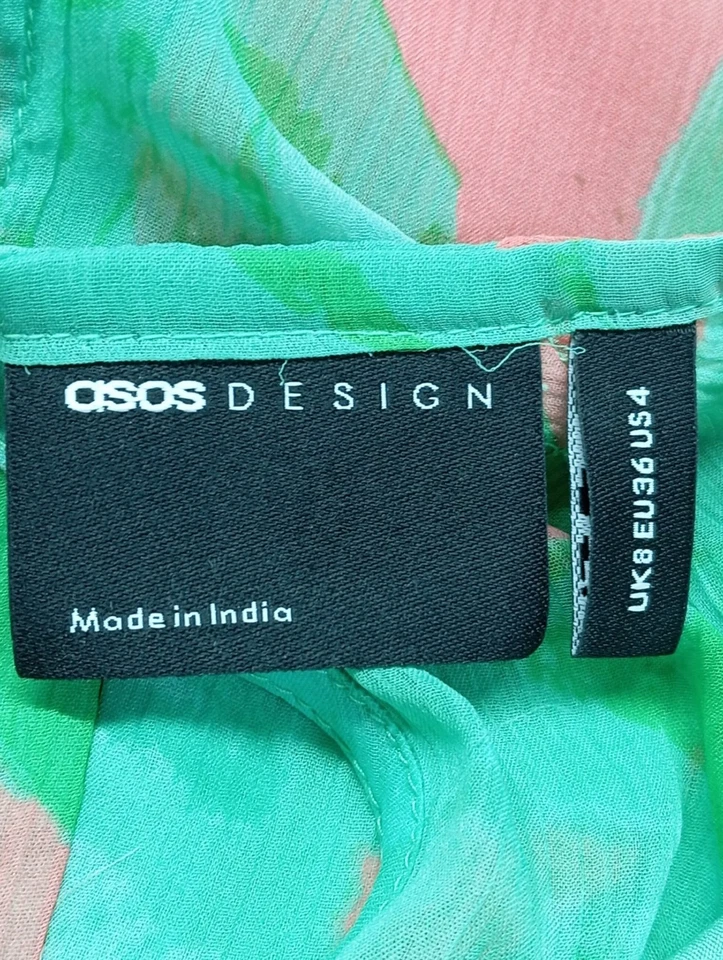 asos DESIGN
Made in India
UK8 EU36 US4